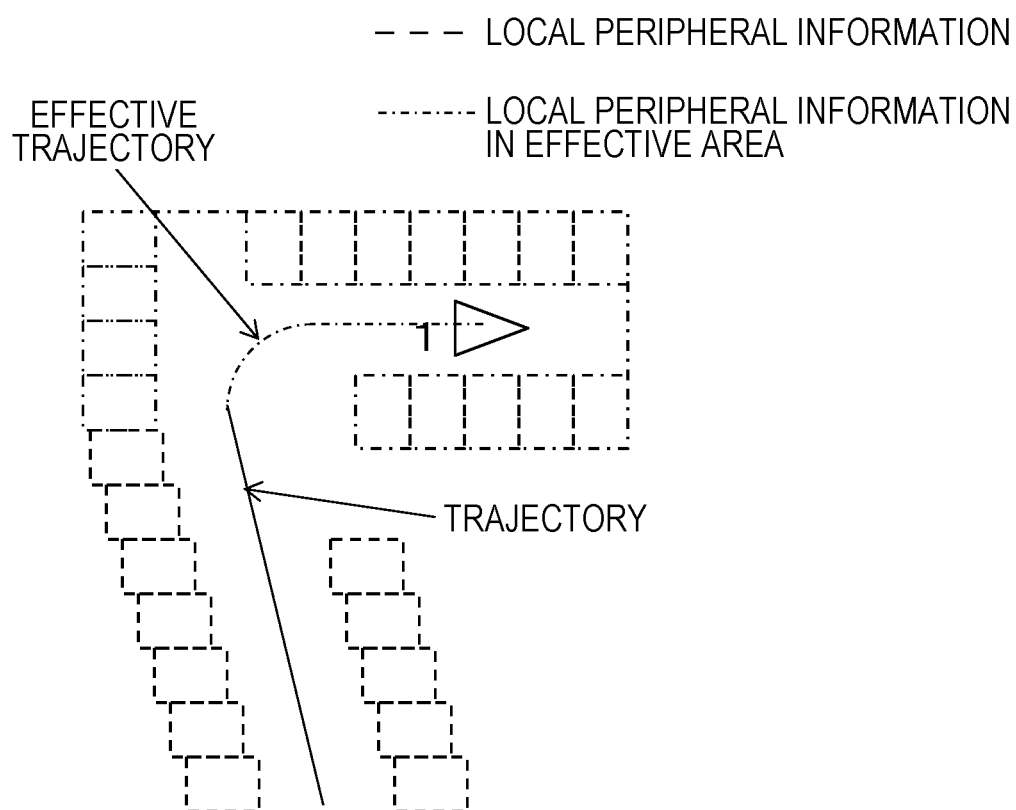 LOCAL PERIPHERAL INFORMATION
LOCAL PERIPHERAL INFORMATION
IN EFFECTIVE AREA
EFFECTIVE
TRAJECTORY
1
TRAJECTORY